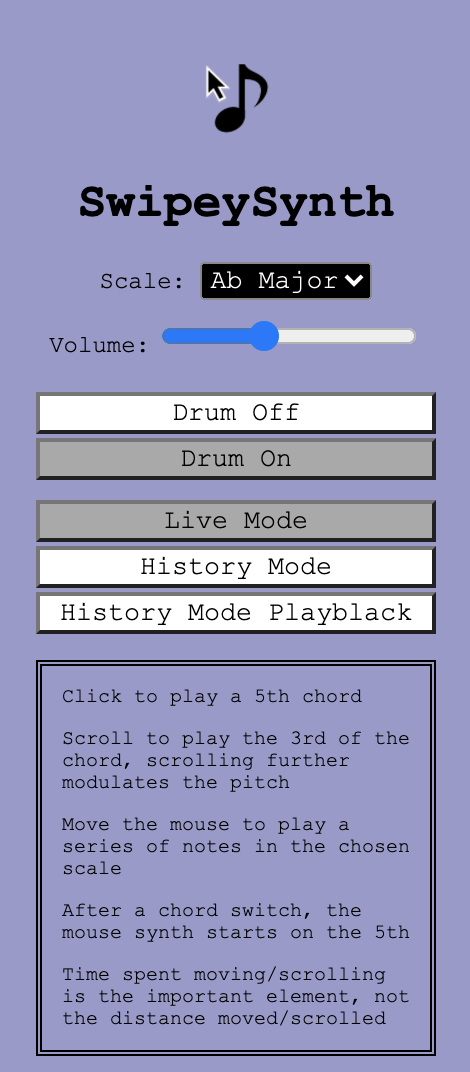 SwipeySynth
Scale: Ab Major
Volume:
Drum Off
Drum On
Live Mode
History Mode
History Mode Playblack
Click to play a 5th chord
Scroll to play the 3rd of the
chord, scrolling further
modulates the pitch
Move the mouse to play a
series of notes in the chosen
scale
After a chord switch, the
mouse synth starts on the 5th
Time spent moving/scrolling
is the important element, not
the distance moved/scrolled